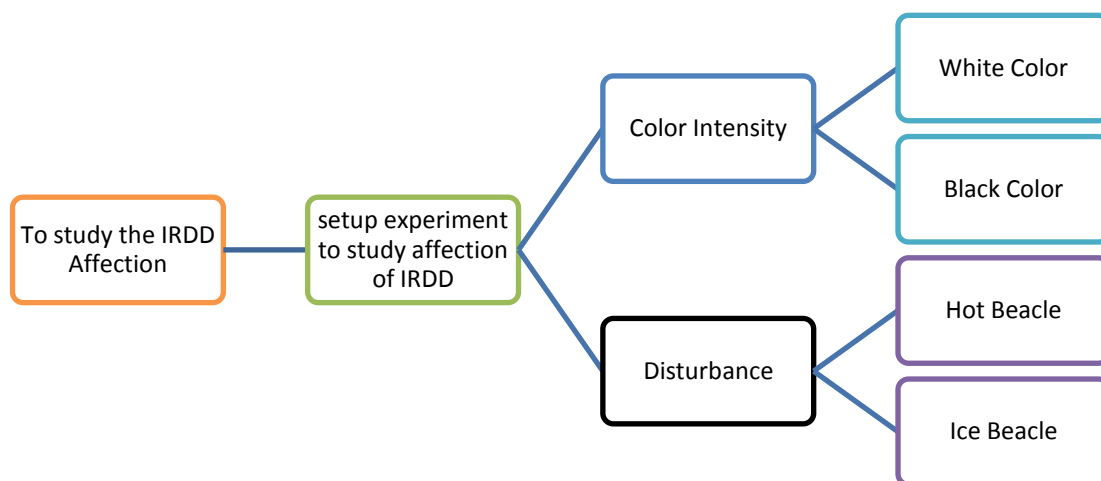 To study the IRDD
Affection
setup experiment
to study affection
of IRDD
Color Intensity
Disturbance
White Color
Black Color
Hot Beacle
Ice Beacle